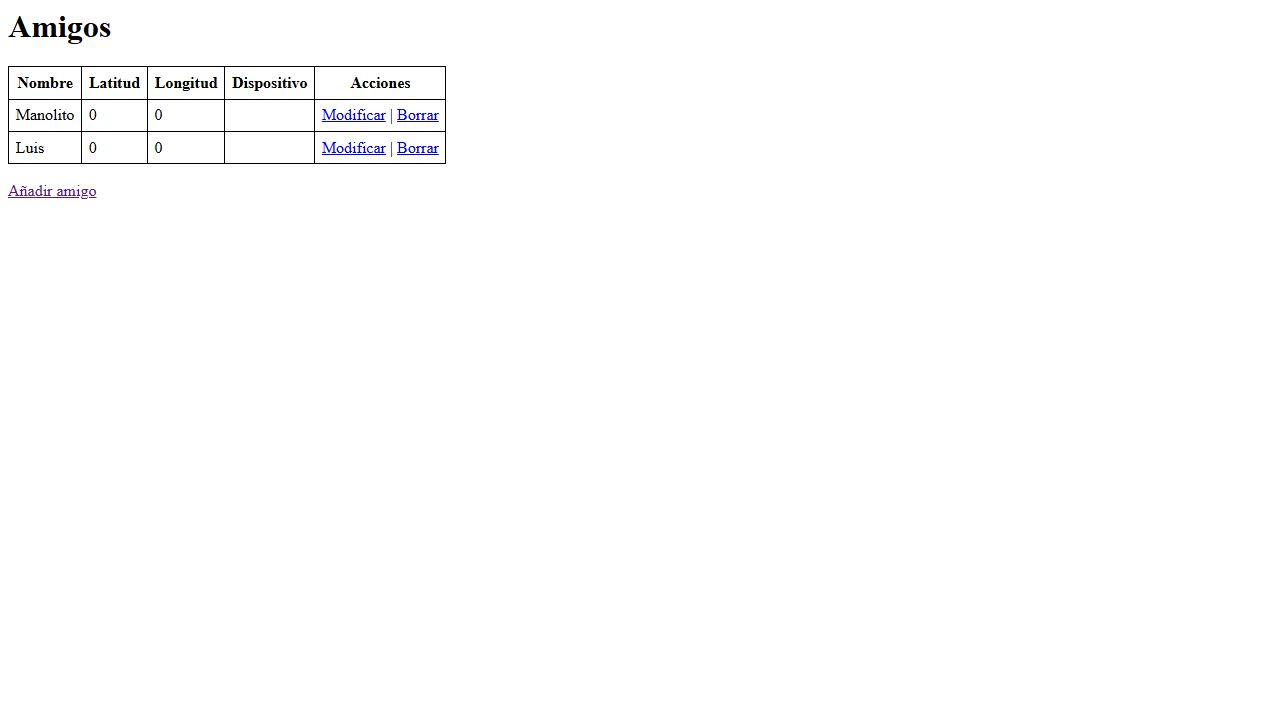 Amigos
Nombre Latitud Longitud Dispositivo Acciones
Manolito 0 0 Modificar | Borrar
Luis 0 0 Modificar | Borrar
Añadir amigo